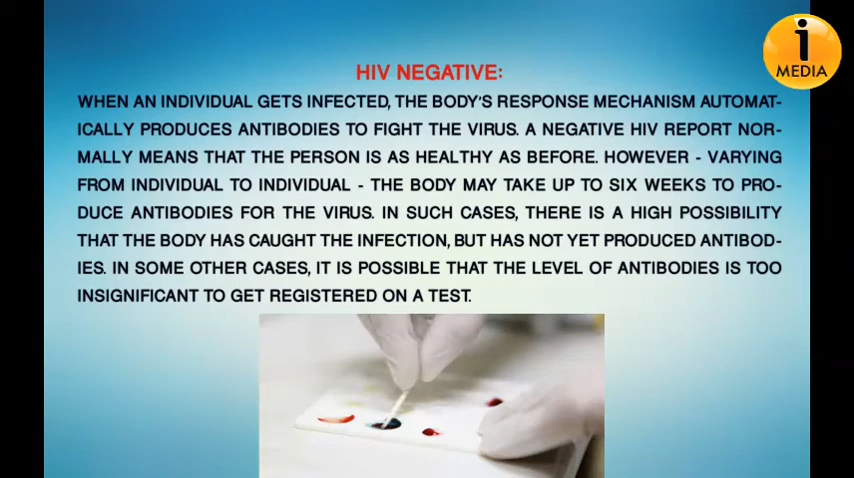 i
MEDIA
HIV NEGATIVE:
WHEN AN INDIVIDUAL GETS INFECTED, THE BODY'S RESPONSE MECHANISM AUTOMAT-
ICALLY PRODUCES ANTIBODIES TO FIGHT THE VIRUS. A NEGATIVE HIV REPORT NOR-
MALLY MEANS THAT THE PERSON IS AS HEALTHY AS BEFORE. HOWEVER - VARYING
FROM INDIVIDUAL TO INDIVIDUAL - THE BODY MAY TAKE UP TO SIX WEEKS TO PRO-
DUCE ANTIBODIES FOR THE VIRUS. IN SUCH CASES, THERE IS A HIGH POSSIBILITY
THAT THE BODY HAS CAUGHT THE INFECTION, BUT HAS NOT YET PRODUCED ANTIBOD-
IES. IN SOME OTHER CASES, IT IS POSSIBLE THAT THE LEVEL OF ANTIBODIES IS TOO
INSIGNIFICANT TO GET REGISTERED ON A TEST.